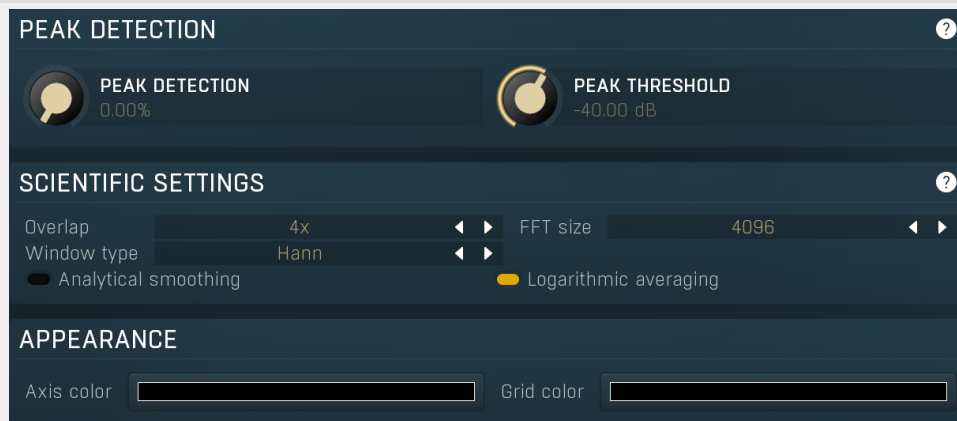 PEAK DETECTION ?
PEAK DETECTION PEAK THRESHOLD
0.00% -40.00 dB
SCIENTIFIC SETTINGS ?
Overlap 4x FFT size 4096
Window type Hann
Analytical smoothing Logarithmic averaging
APPEARANCE
Axis color Grid color